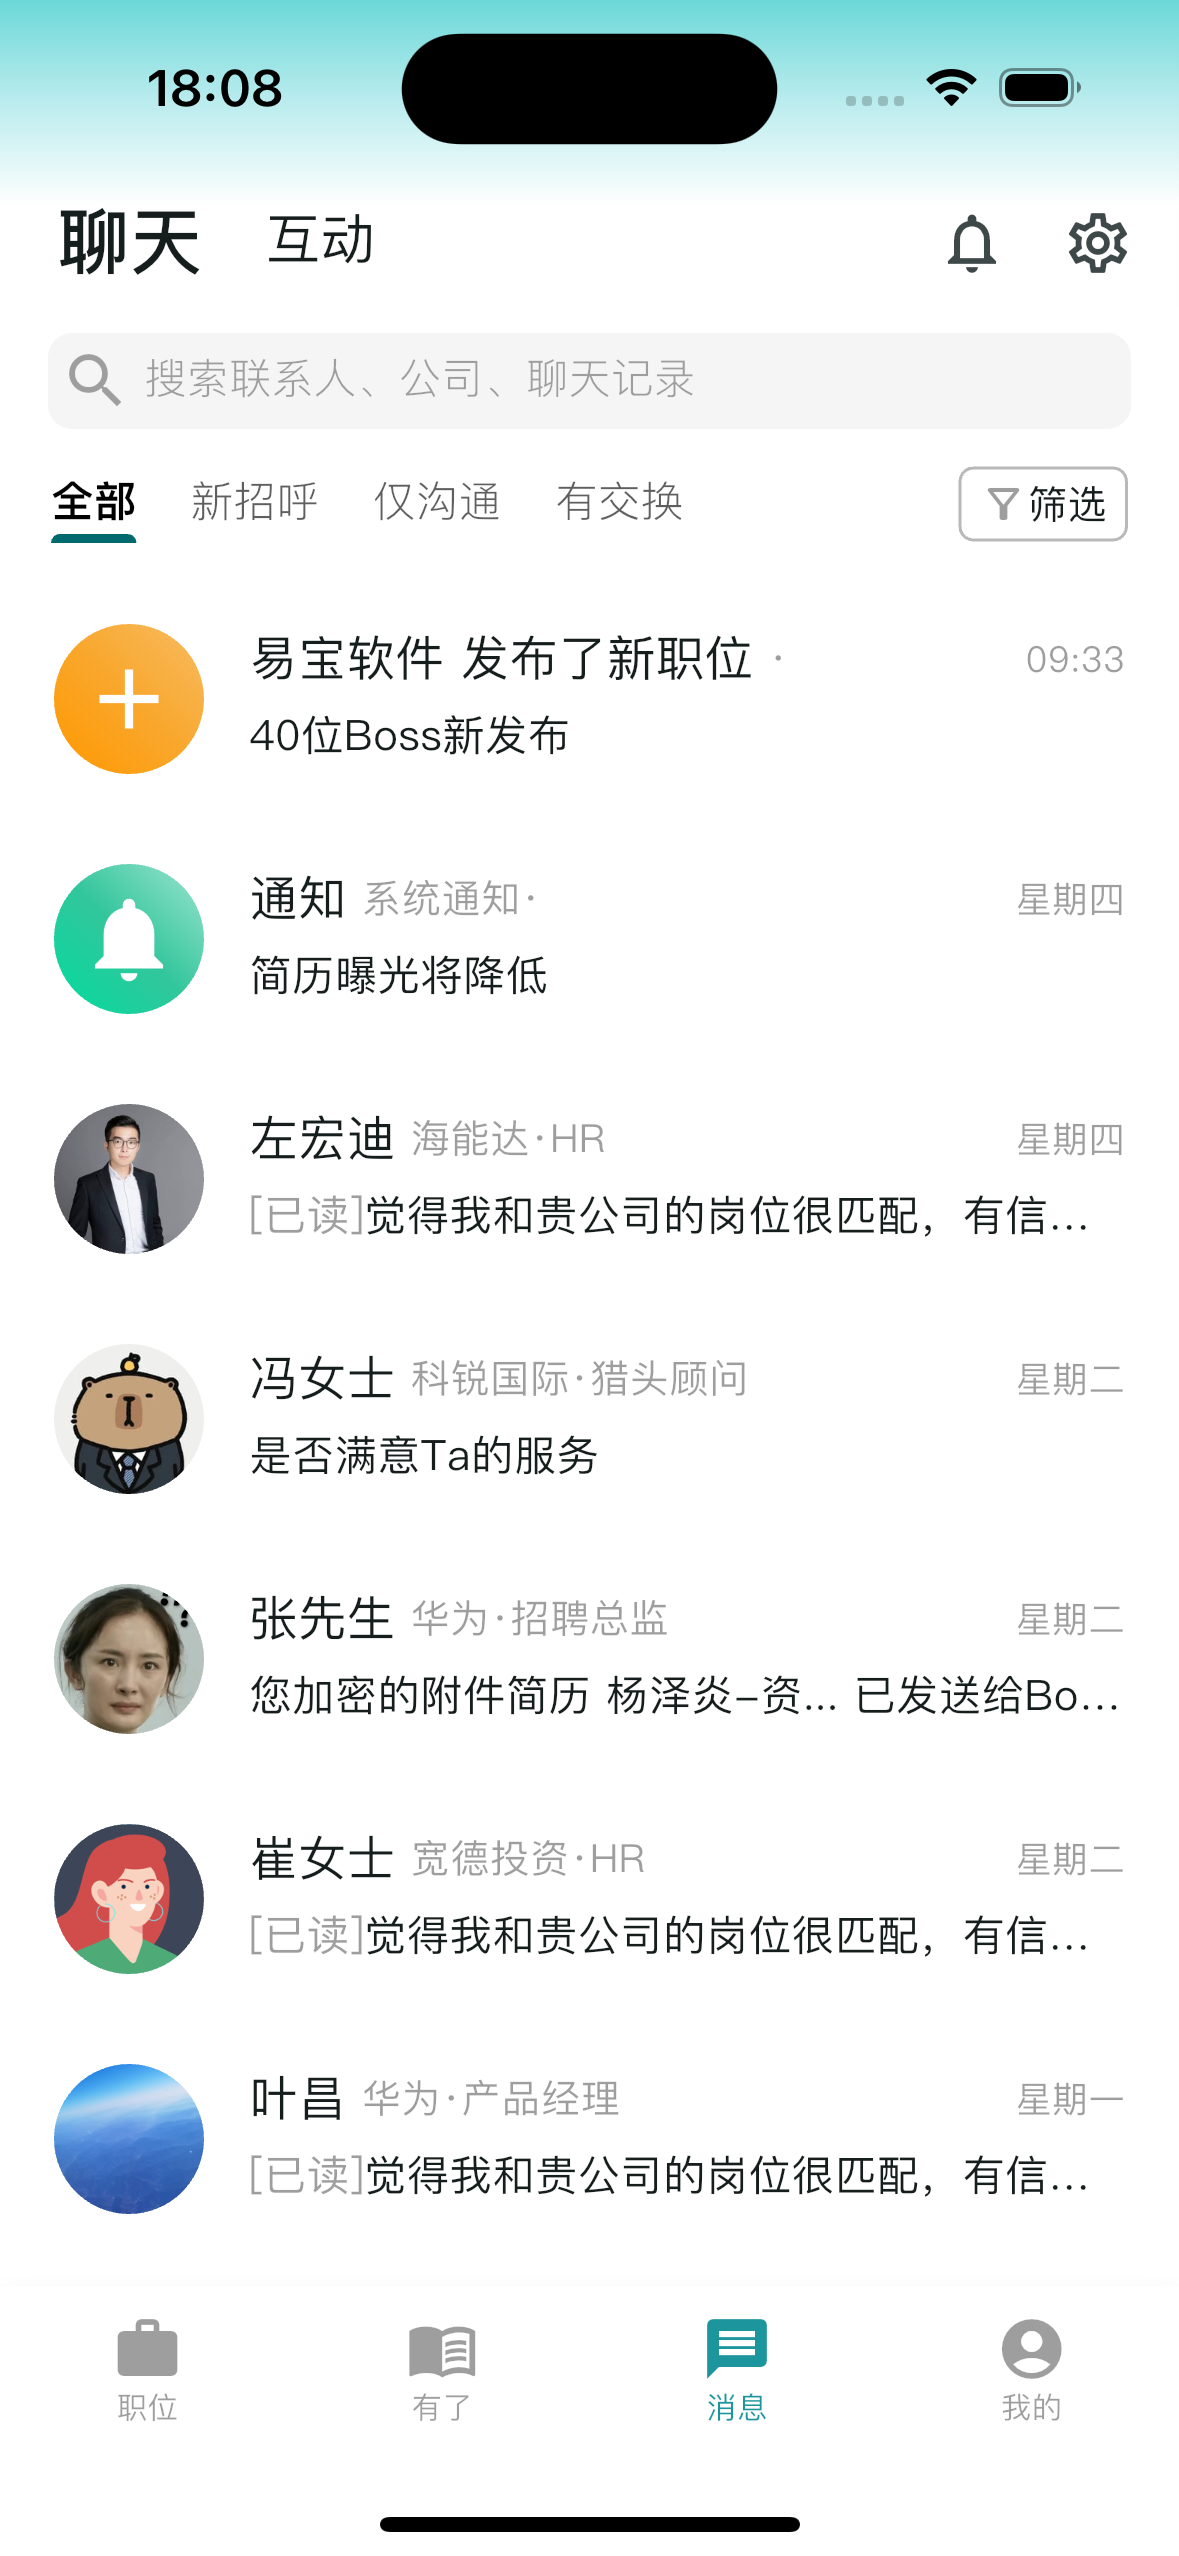 18:08
聊天 互动
搜索联系人、公司、聊天记录
全部 新招呼 仅沟通 有交换 筛选
易宝软件 发布了新职位 · 09:33
40位Boss新发布
通知 系统通知· 星期四
简历曝光将降低
左宏迪 海能达·HR 星期四
[已读]觉得我和贵公司的岗位很匹配，有信...
冯女士 科锐国际·猎头顾问 星期二
是否满意Ta的服务
张先生 华为·招聘总监 星期二
您加密的附件简历 杨泽炎-资... 已发送给Bo...
崔女士 宽德投资·HR 星期二
[已读]觉得我和贵公司的岗位很匹配，有信...
叶昌 华为·产品经理 星期一
[已读]觉得我和贵公司的岗位很匹配，有信...
职位 有了 消息 我的